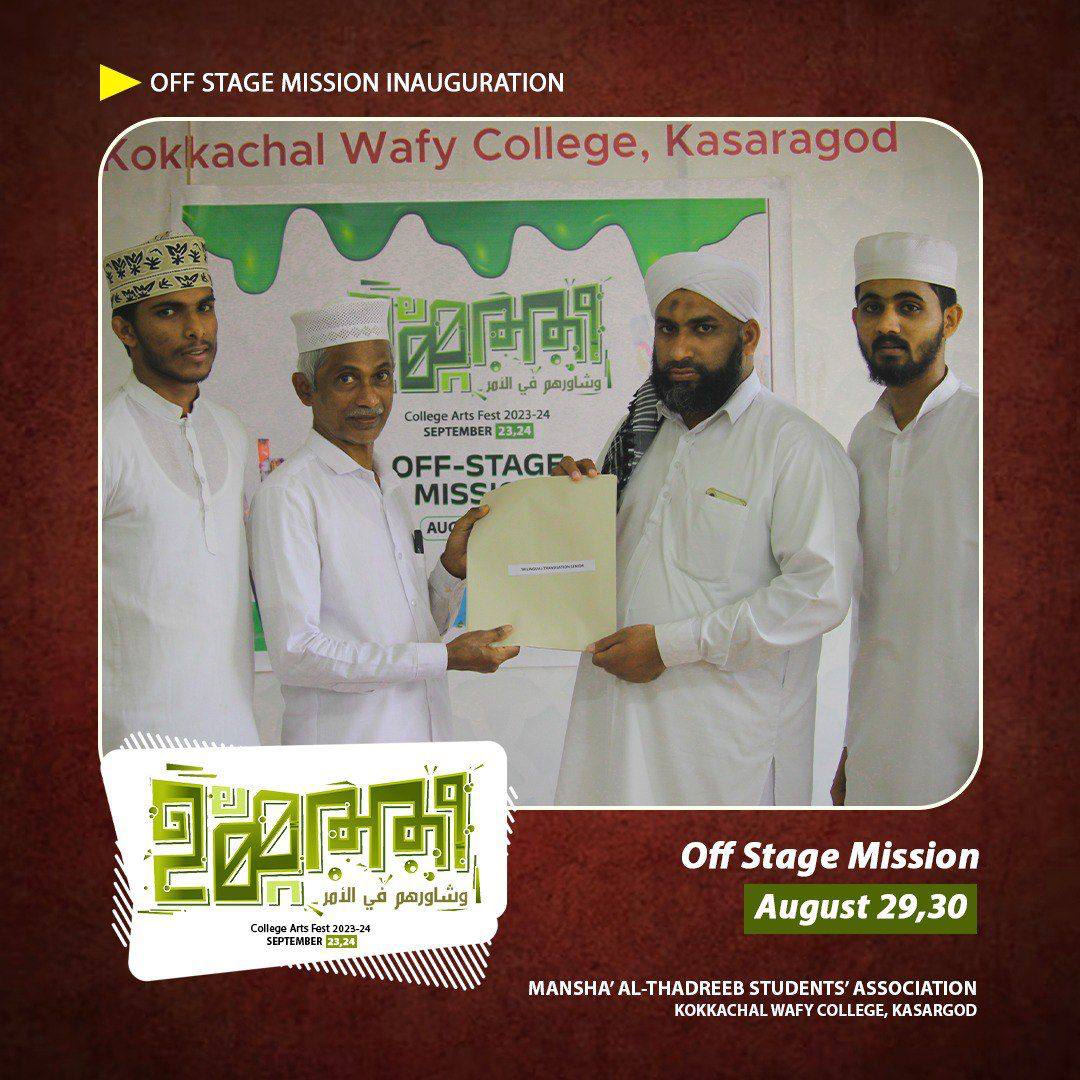 OFF STAGE MISSION INAUGURATION
Kokkachal Wafy College, Kasaragod
وشاورهم في الأمر
College Arts Fest 2023-24
SEPTEMBER 23,24
OFF-STAGE
TRANSLATION SENIOR
وشاورهم في الأمر
College Arts Fest 2023-24
SEPTEMBER 23,24
Off Stage Mission
August 29,30
MANSHA' AL-THADREEB STUDENTS' ASSOCIATION
KOKKACHAL WAFY COLLEGE, KASARGOD